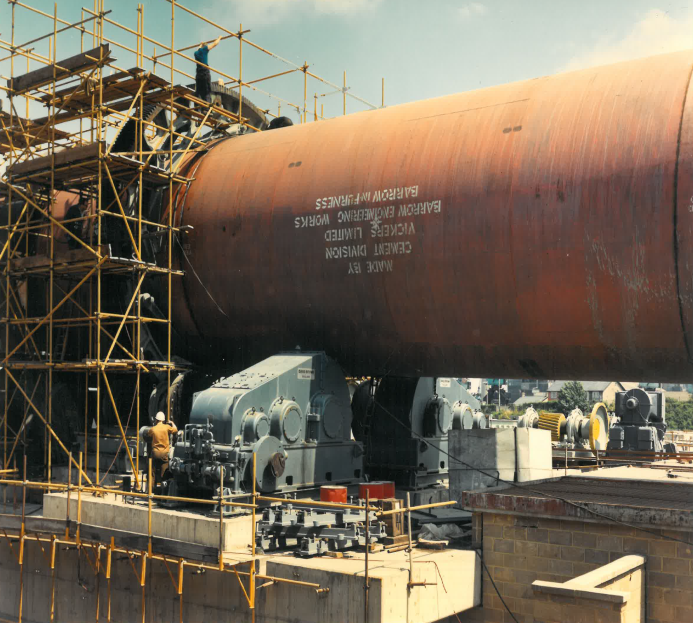 MADE BY
CEMENT DIVISION
VICKERS LIMITED
BARROW ENGINEERING WORKS
BARROW IN FURNESS